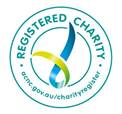 REGISTERED CHARITY
acnc.gov.au/charityregister